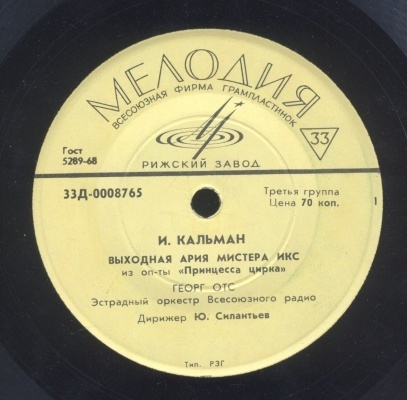 МЕЛОДИЯ
ВСЕСОЮЗНАЯ ФИРМА ГРАМПЛАСТИНОК
33
Гост
5289-68
РИЖСКИЙ ЗАВОД
33Д-0008765
Третья группа
Цена 70 коп.
1
И. КАЛЬМАН
ВЫХОДНАЯ АРИЯ МИСТЕРА ИКС
из оп-ты «Принцесса цирка»
ГЕОРГ ОТС
Эстрадный оркестр Всесоюзного радио
Дирижер Ю. Силантьев
Тип. РЗГ